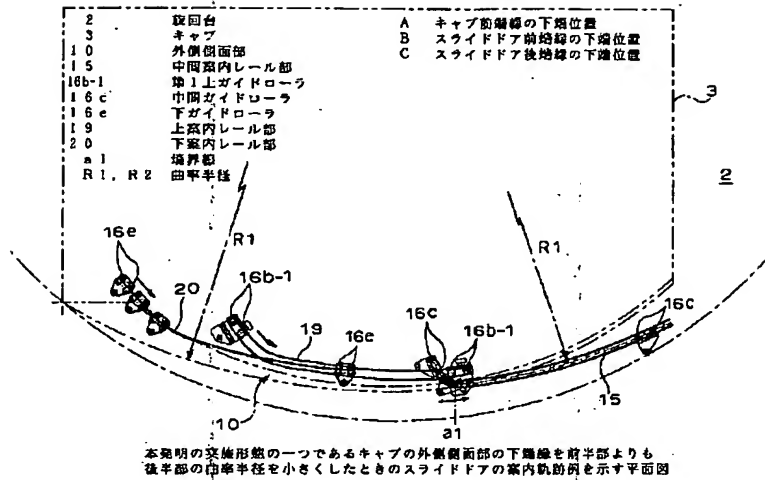 2 旋回台
3 キャブ
10 外側側面部
15 中間案内レール部
16b-1 第1上ガイドローラ
16c 中間ガイドローラ
16e 下ガイドローラ
19 上案内レール部
20 下案内レール部
a1 境界部
R1, R2 曲率半径
A キャブ前端線の下端位置
B スライドドア前端線の下端位置
C スライドドア後端線の下端位置
3
2
R1
R1
16e
20
16b-1
19
16e
16c
16b-1
16c
15
10
a1
本発明の実施形態の一つであるキャブの外側側面部の下端縁を前半部よりも
後半部の曲率半径を小さくしたときのスライドドアの案内軌跡例を示す平面図